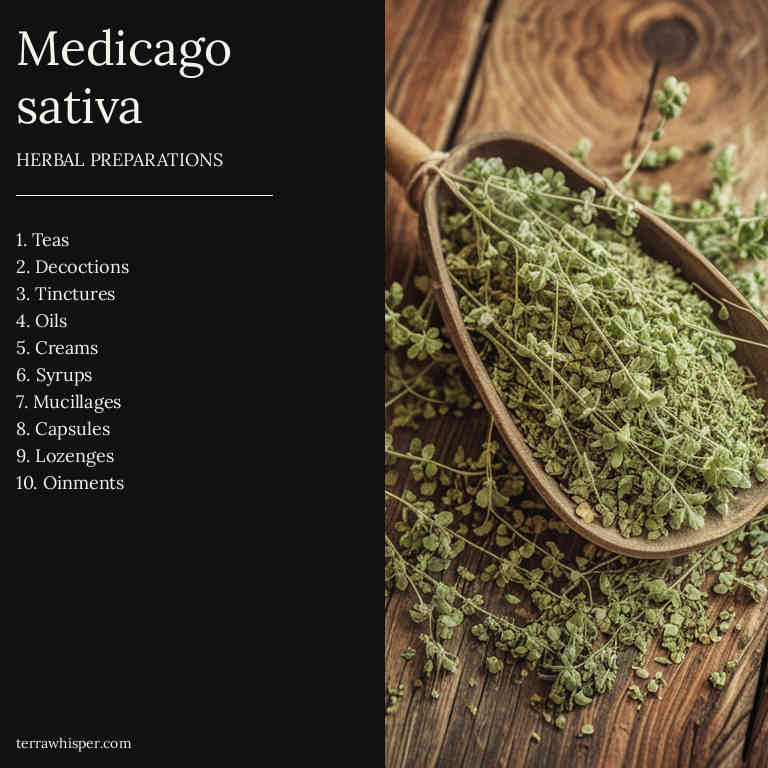 Medicago
sativa
HERBAL PREPARATIONS
1. Teas
2. Decoctions
3. Tinctures
4. Oils
5. Creams
6. Syrups
7. Mucillages
8. Capsules
9. Lozenges
10. Oinments
terrawhisper.com